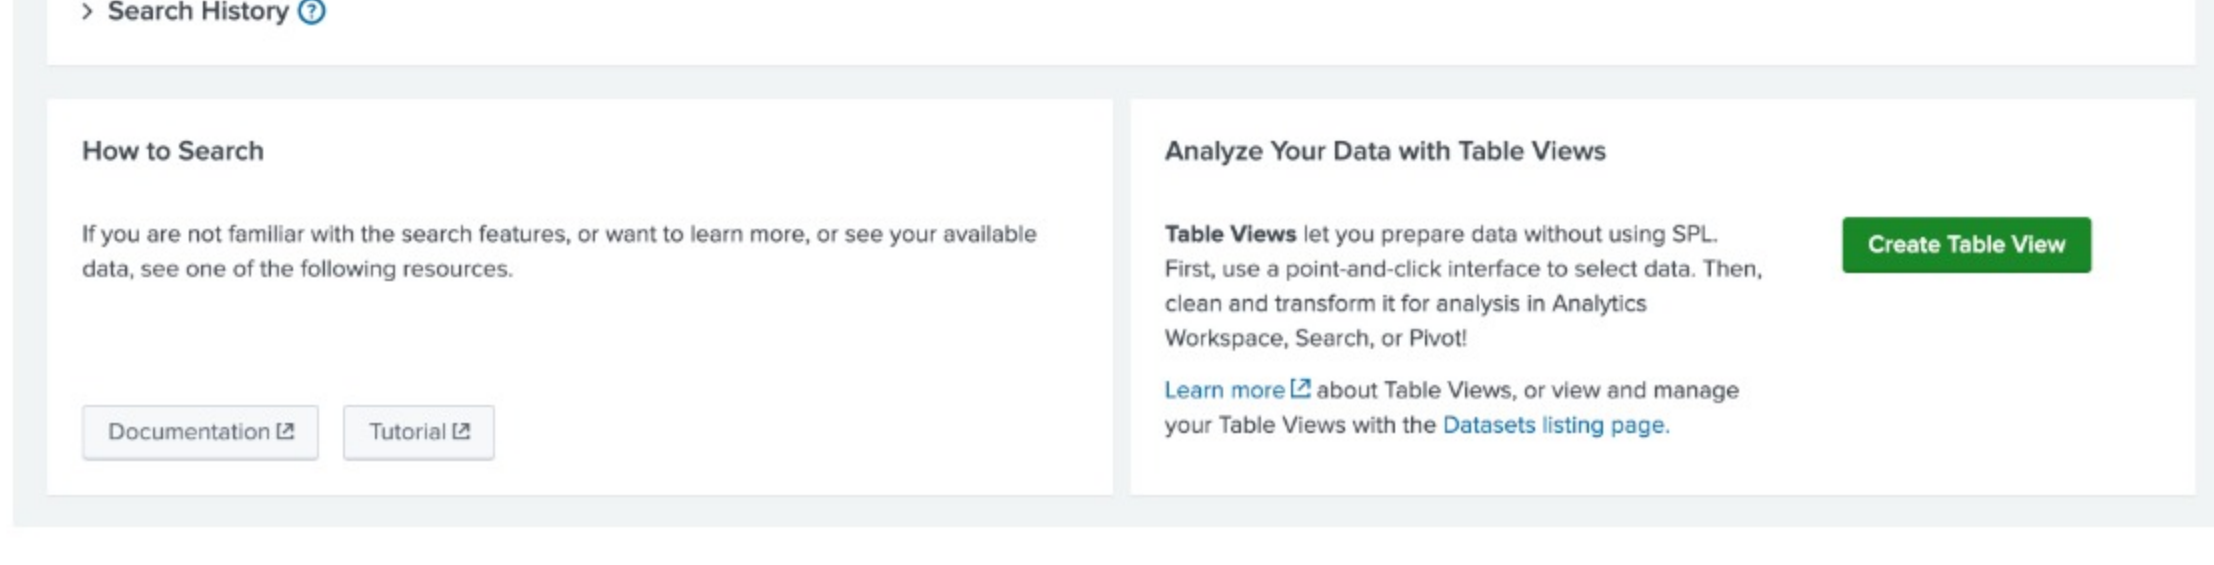 Search History
How to Search
If you are not familiar with the search features, or want to learn more, or see your available
data, see one of the following resources.
Documentation
Tutorial
Analyze Your Data with Table Views
Table Views let you prepare data without using SPL.
First, use a point-and-click interface to select data. Then,
clean and transform it for analysis in Analytics
Workspace, Search, or Pivot!
Learn more about Table Views, or view and manage
your Table Views with the Datasets listing page.
Create Table View